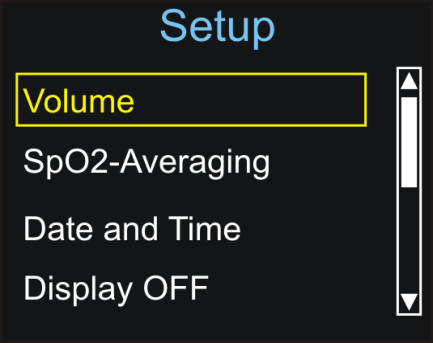 Setup
Volume
SpO2-Averaging
Date and Time
Display OFF